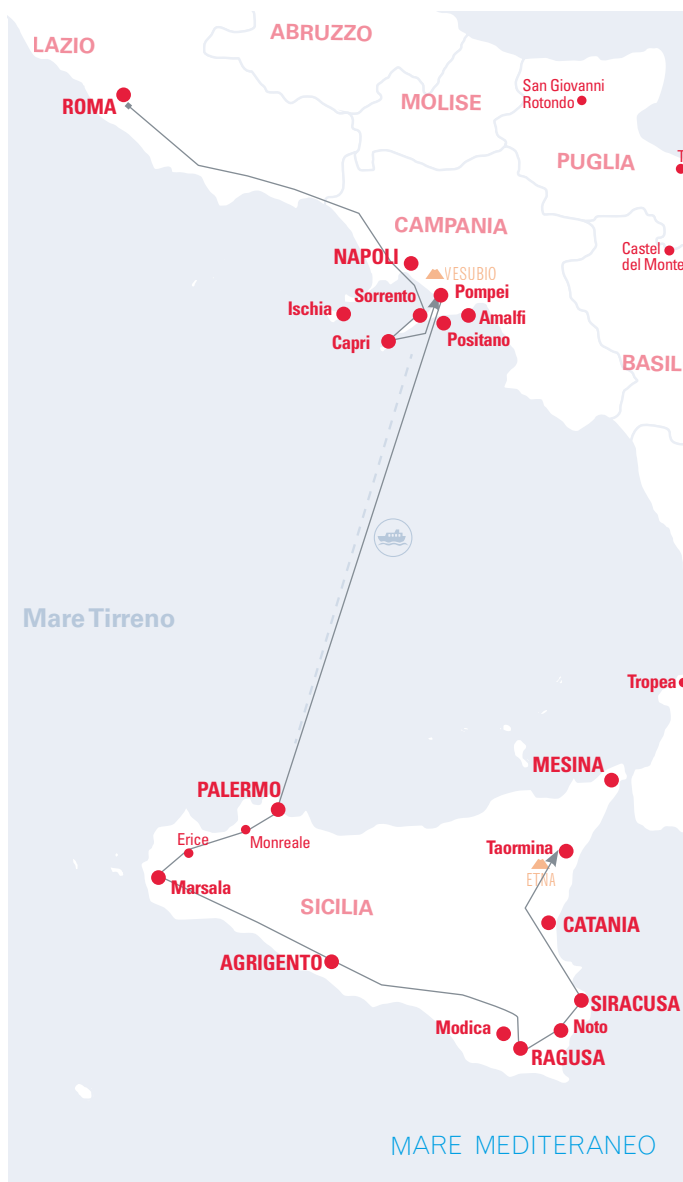 LAZIO
ABRUZZO
ROMA
MOLISE
San Giovanni
Rotondo
PUGLIA
T
CAMPANIA
NAPOLI
VESUBIO
Castel
del Monte
Sorrento
Pompei
Ischia
Amalfi
Capri
Positano
BASIL
Mare Tirreno
Tropea
MESINA
PALERMO
Erice
Monreale
Taormina
ETNA
Marsala
SICILIA
CATANIA
AGRIGENTO
SIRACUSA
Modica
Noto
RAGUSA
MARE MEDITERANEO